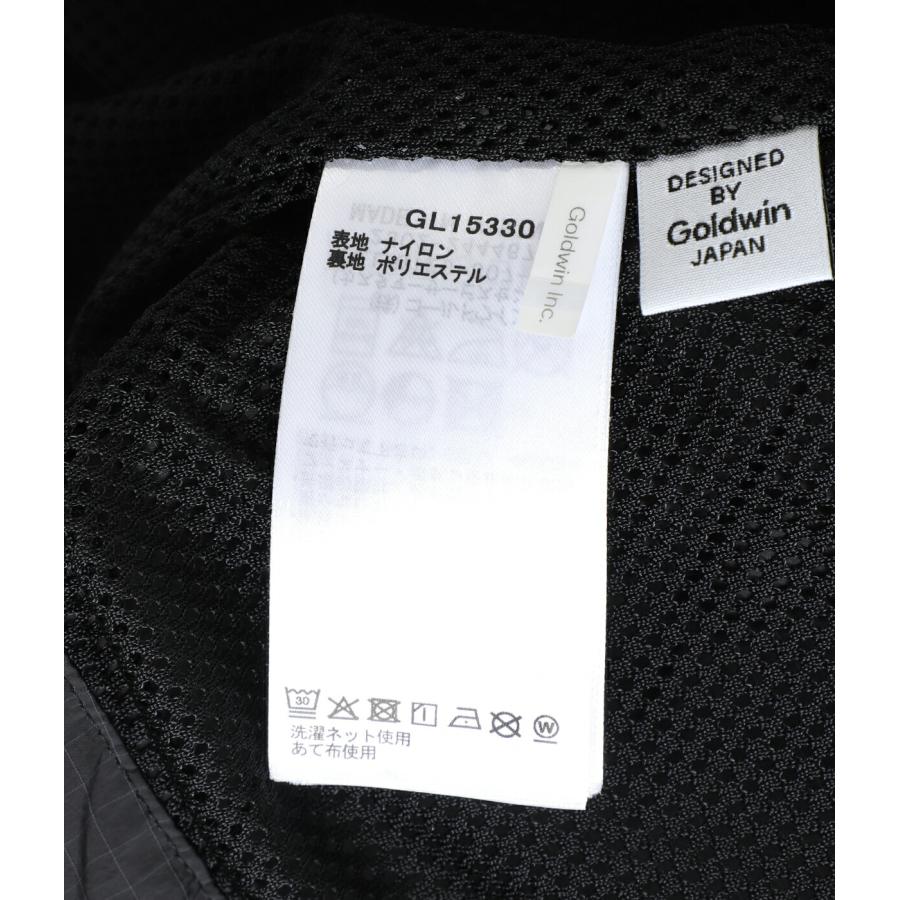 GL15330
表地 ナイロン
裏地 ポリエステル
Goldwin Inc.
DESIGNED
BY
Goldwin
JAPAN
30
W
洗濯ネット使用
あて布使用